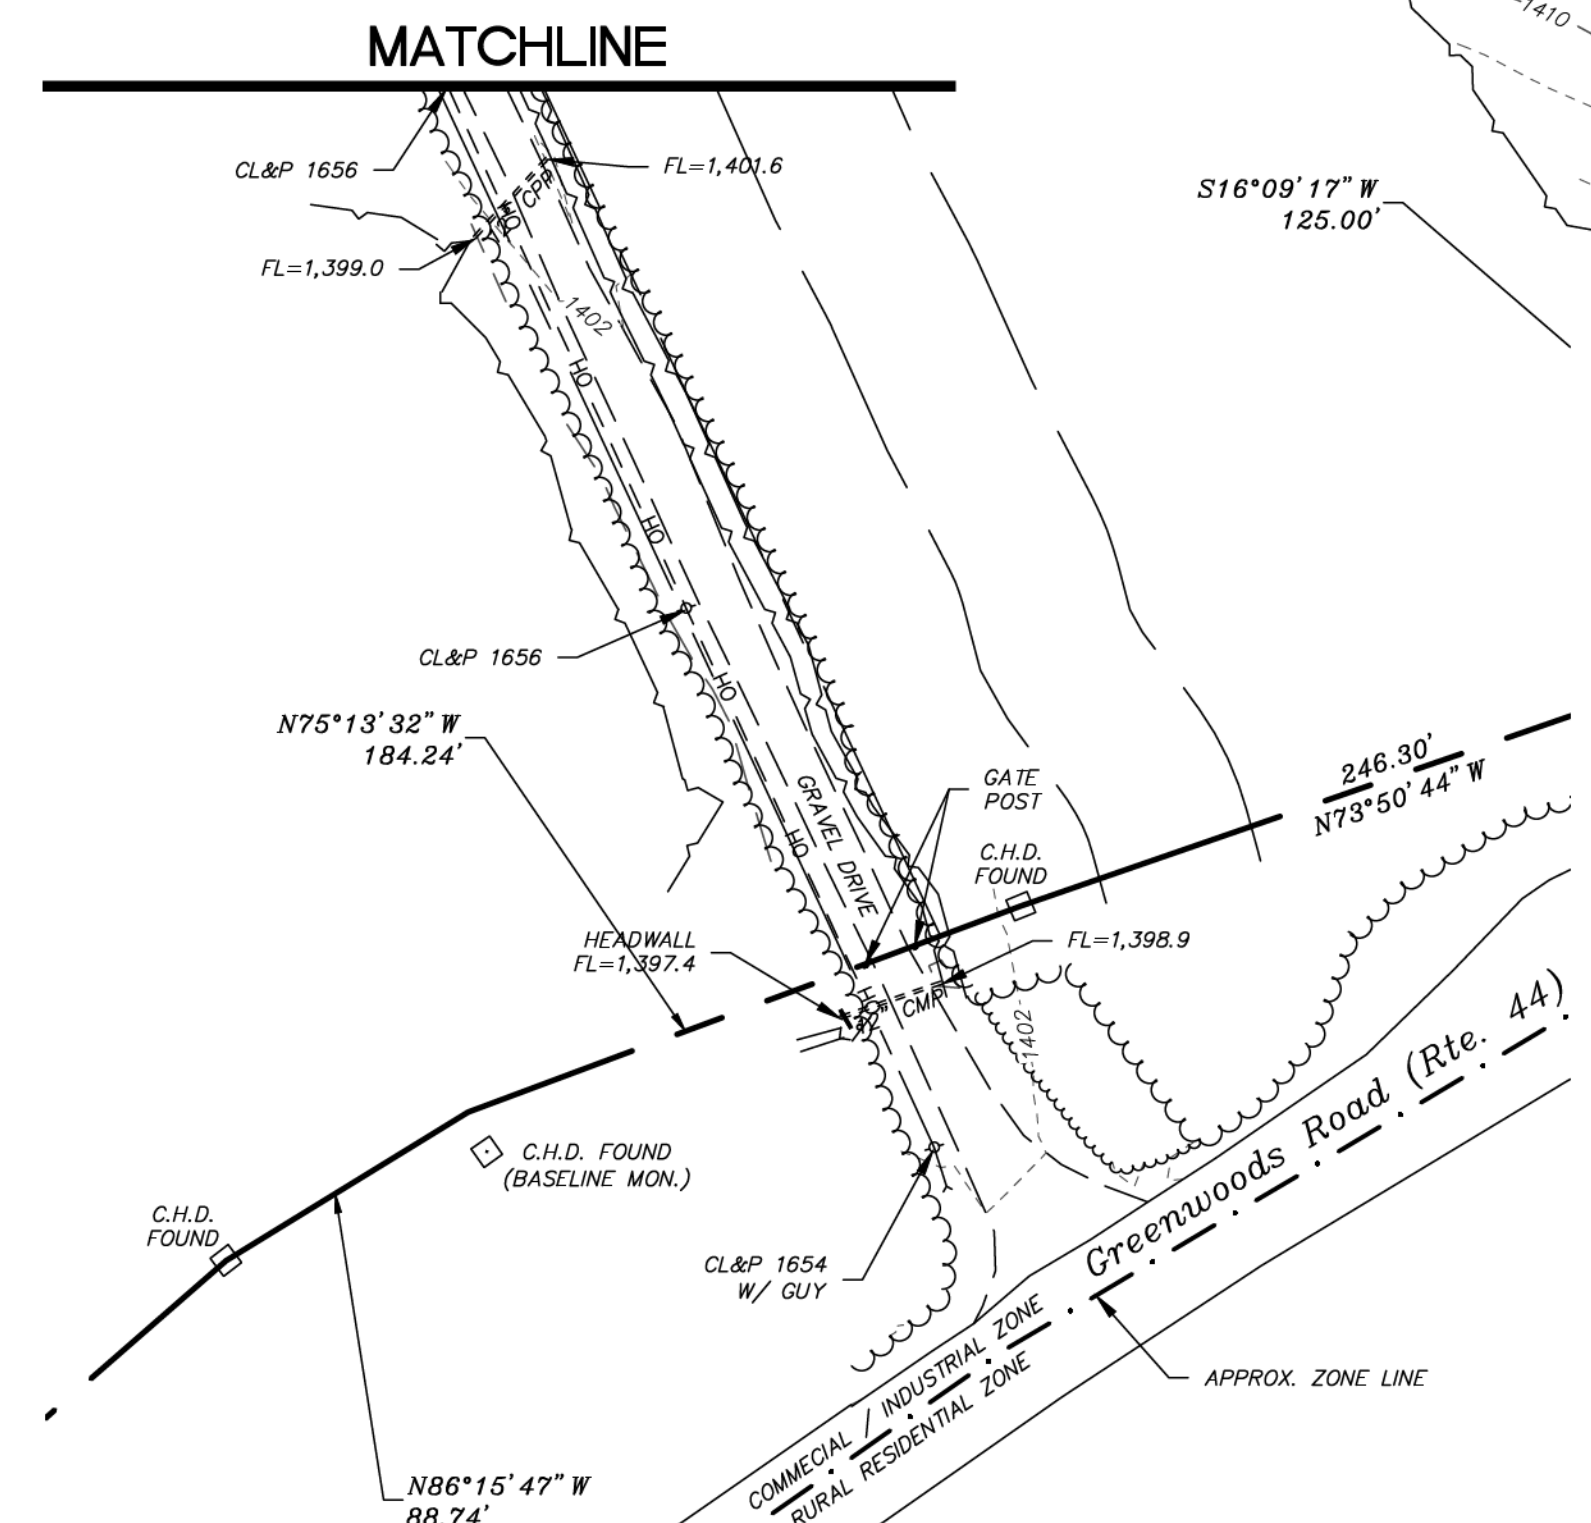 MATCHLINE
1410
CL&P 1656
FL=1,401.6
CPP
HO
S16°09'17" W
125.00'
FL=1,399.0
1402
HO
HO
CL&P 1656
HO
N75°13'32" W
184.24'
GATE
POST
246.30'
N73°50'44" W
GRAVEL DRIVE
HO
C.H.D.
FOUND
HEADWALL
FL=1,397.4
FL=1,398.9
CMP
1402
Greenwoods Road (Rte. 44)
C.H.D. FOUND
(BASELINE MON.)
C.H.D.
FOUND
CL&P 1654
W/ GUY
APPROX. ZONE LINE
COMMECIAL / INDUSTRIAL ZONE
RURAL RESIDENTIAL ZONE
N86°15'47" W
88.74'